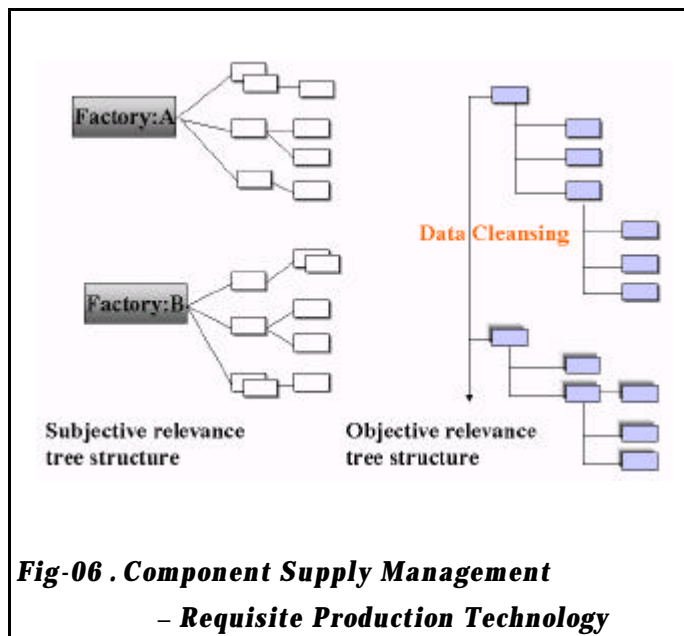 Factory:A
Data Cleansing
Factory:B
Subjective relevance
tree structure
Objective relevance
tree structure
Fig-06 . Component Supply Management
– Requisite Production Technology